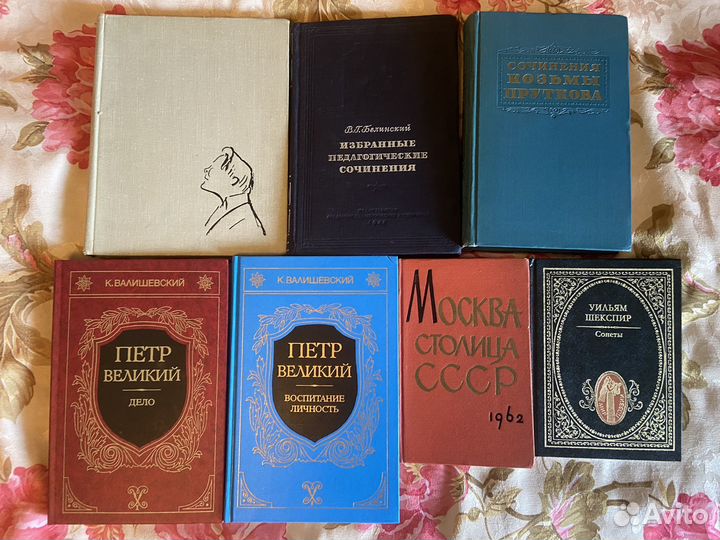 В.Г.Белинский
ИЗБРАННЫЕ
ПЕДАГОГИЧЕСКИЕ
СОЧИНЕНИЯ
СОЧИНЕНИЯ
КОЗЬМЫ
ПРУТКОВА
К. ВАЛИШЕВСКИЙ
ПЕТР
ВЕЛИКИЙ
ДЕЛО
К. ВАЛИШЕВСКИЙ
ПЕТР
ВЕЛИКИЙ
ВОСПИТАНИЕ
ЛИЧНОСТЬ
МОСКВА-
СТОЛИЦА
СССР
1962
УИЛЬЯМ
ШЕКСПИР
Сонеты
Avito